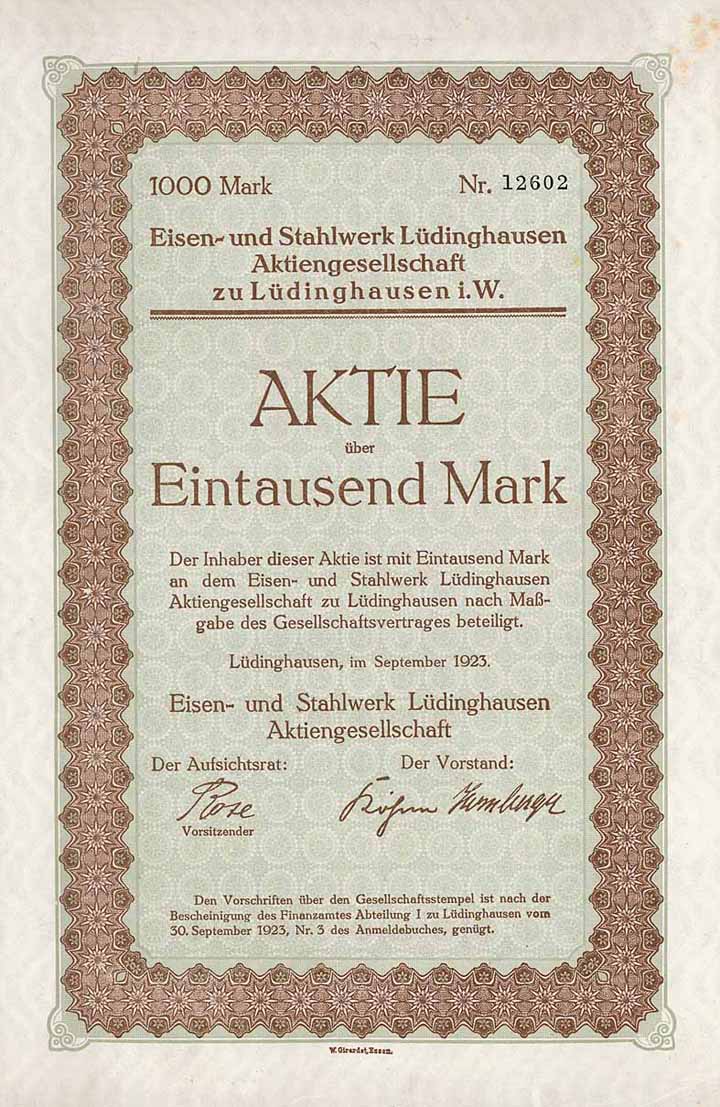 1000 Mark Nr. 12602
Eisen- und Stahlwerk Lüdinghausen
Aktiengesellschaft
zu Lüdinghausen i.W.
AKTIE
über
Eintausend Mark
Der Inhaber dieser Aktie ist mit Eintausend Mark
an dem Eisen- und Stahlwerk Lüdinghausen
Aktiengesellschaft zu Lüdinghausen nach Maß-
gabe des Gesellschaftsvertrages beteiligt.
Lüdinghausen, im September 1923.
Eisen- und Stahlwerk Lüdinghausen
Aktiengesellschaft
Der Aufsichtsrat: Der Vorstand:
Rose
Vorsitzender
Den Vorschriften über den Gesellschaftsstempel ist nach der
Bescheinigung des Finanzamtes Abteilung I zu Lüdinghausen vom
30. September 1923, Nr. 3 des Anmeldebuches, genügt.
W. Girardet, Essen.